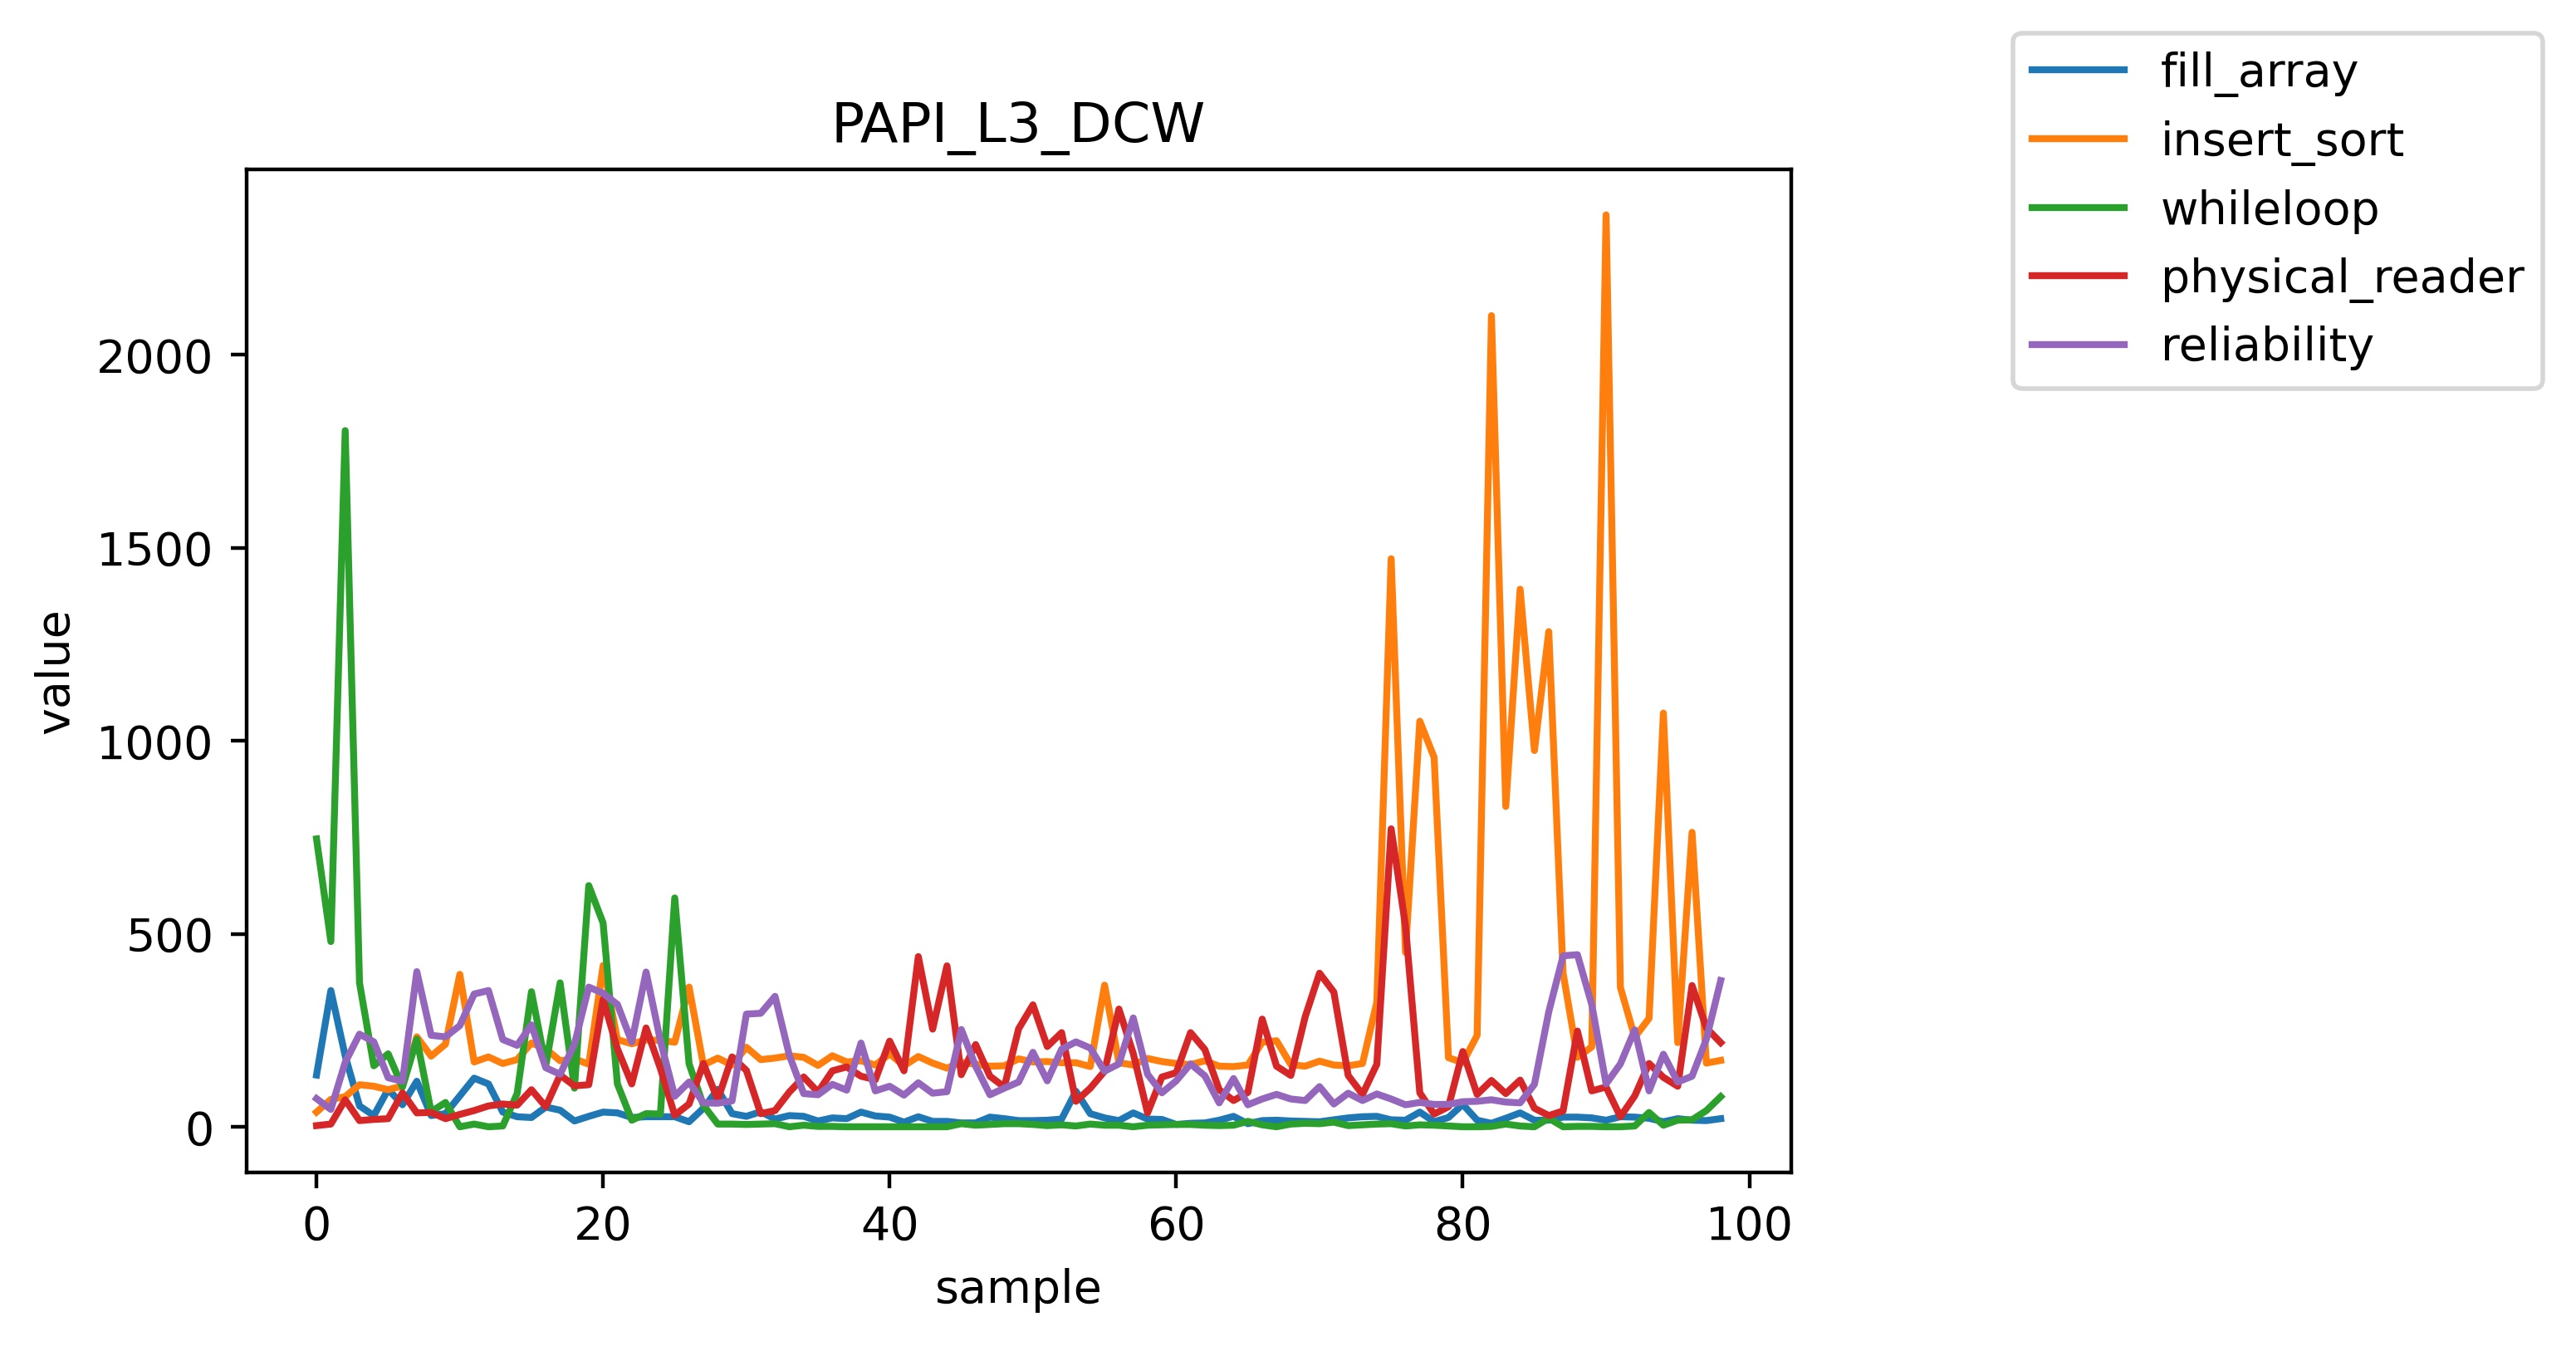 PAPI_L3_DCW
fill_array
insert_sort
whileloop
physical_reader
reliability
value
2000
1500
1000
500
0
0 20 40 60 80 100
sample